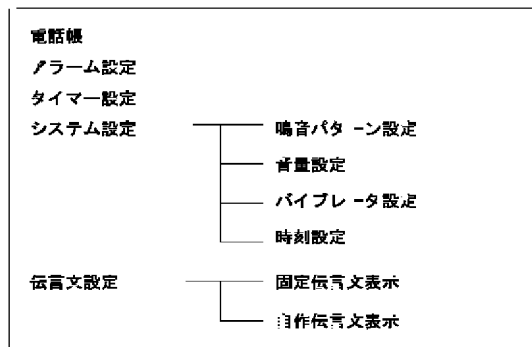 電話帳
アラーム設定
タイマー設定
システム設定 鳴音パターン設定
音量設定
バイブレータ設定
時刻設定
伝言文設定 固定伝言文表示
自作伝言文表示